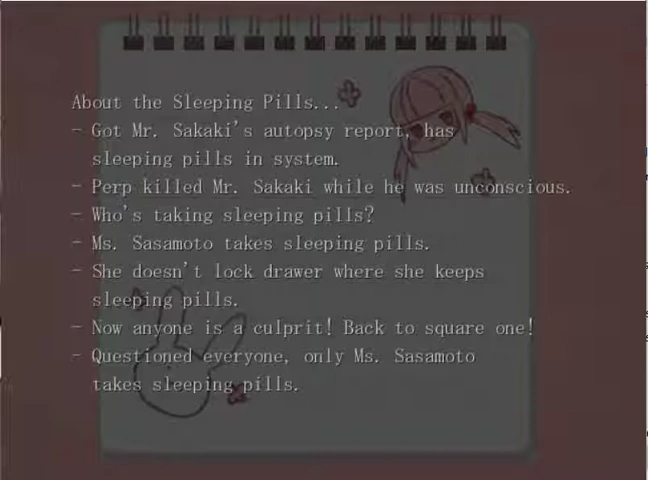 About the Sleeping Pills...
- Got Mr. Sakaki's autopsy report, has
sleeping pills in system.
- Perp killed Mr. Sakaki while he was unconscious.
- Who's taking sleeping pills?
- Ms. Sasamoto takes sleeping pills.
- She doesn't lock drawer where she keeps
sleeping pills.
- Now anyone is a culprit! Back to square one!
- Questioned everyone, only Ms. Sasamoto
takes sleeping pills.